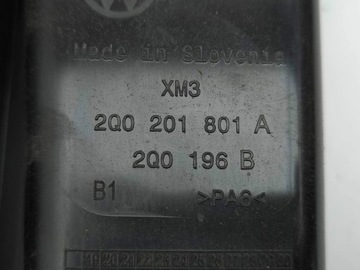 Made in Slovenia
XM3
2Q0 201 801 A
2Q0 196 B
B1 >PA6<